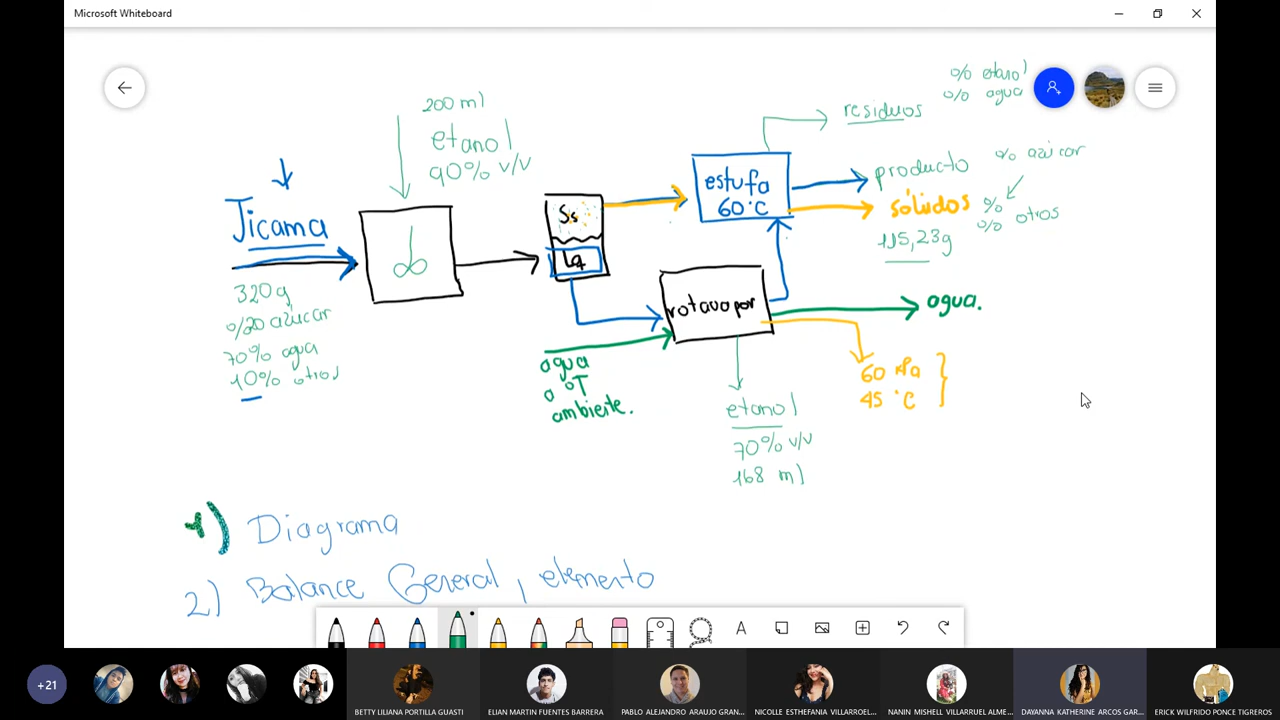 Microsoft Whiteboard
% etanol
% agua
residuos
200 ml
etanol
90% v/v
estufa
60°C
producto
% azúcar
sólidos %
% otros
115,23g
Jicama
Ss
Lq
320g
%20 azúcar
70% agua
10% otros
rotavapor
agua.
agua
a °T
ambiente.
60 kPa
45 °C
etanol
70% v/v
168 ml
1) Diagrama
2) Balance General, elemento
A
+21
BETTY LILIANA PORTILLA GUASTI
ELIAN MARTIN FUENTES BARRERA
PABLO ALEJANDRO ARAUJO GRAN...
NICOLLE ESTHEFANIA VILLARROEL...
NANIN MISHELL VILLARRUEL ALME...
DAYANNA KATHERINE ARCOS GAR...
ERICK WILFRIDO PONCE TIGREROS